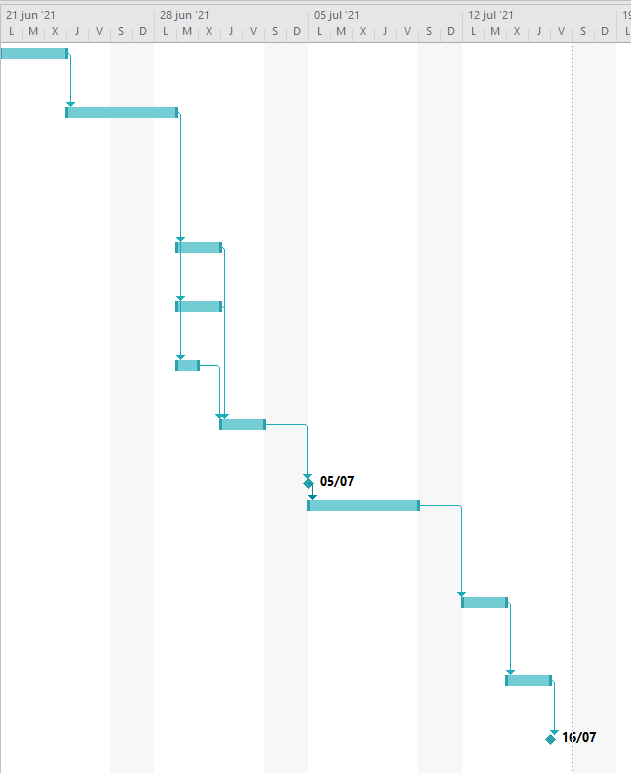 21 jun '21 28 jun '21 05 jul '21 12 jul '21 19
L M X J V S D L M X J V S D L M X J V S D L M X J V S D L
05/07
16/07